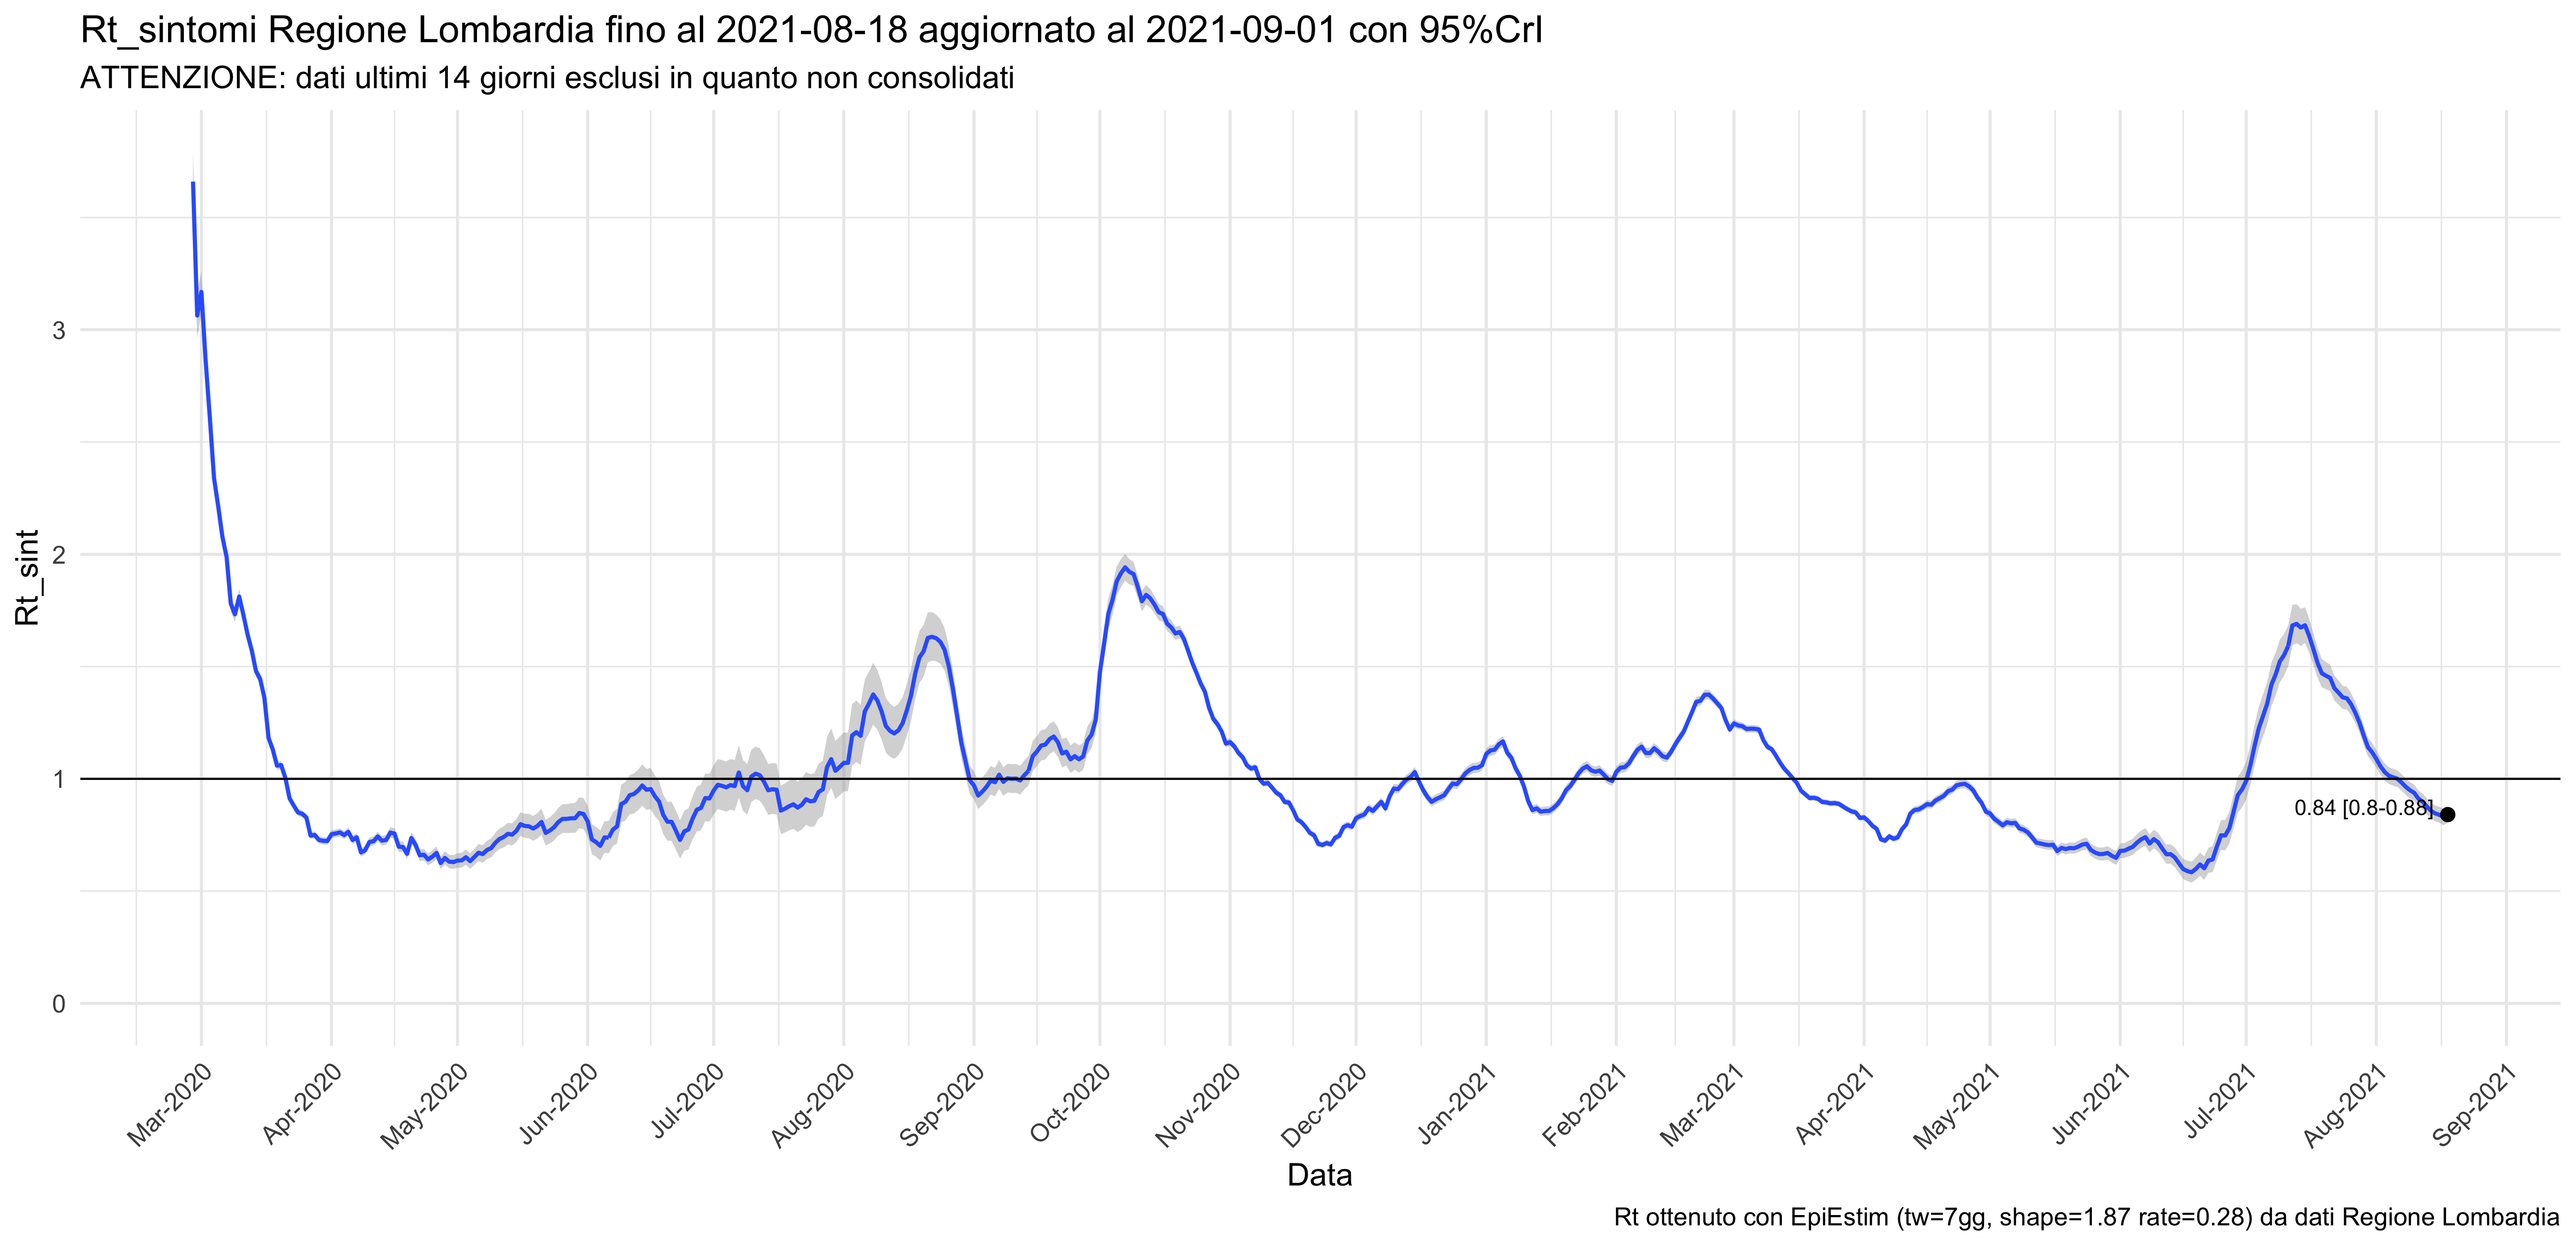 Rt_sintomi Regione Lombardia fino al 2021-08-18 aggiornato al 2021-09-01 con 95%CrI
ATTENZIONE: dati ultimi 14 giorni esclusi in quanto non consolidati
Rt_sint
3
2
1
0
0.84 [0.8-0.88]
Mar-2020
Apr-2020
May-2020
Jun-2020
Jul-2020
Aug-2020
Sep-2020
Oct-2020
Nov-2020
Dec-2020
Jan-2021
Feb-2021
Mar-2021
Apr-2021
May-2021
Jun-2021
Jul-2021
Aug-2021
Sep-2021
Data
Rt ottenuto con EpiEstim (tw=7gg, shape=1.87 rate=0.28) da dati Regione Lombardia